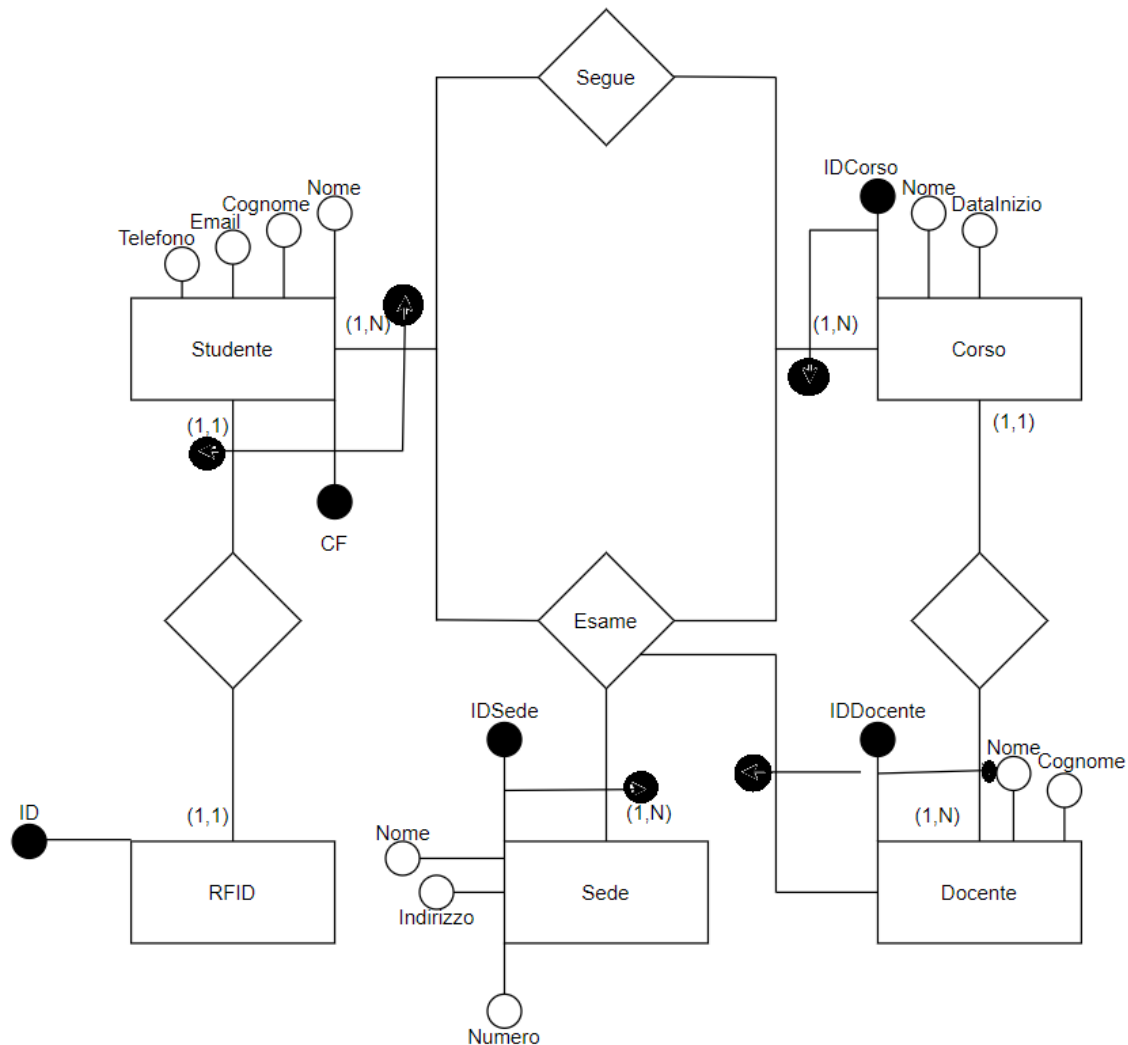 Segue
IDCorso
Nome
DataInizio
Nome
Cognome
Email
Telefono
(1,N)
Studente
(1,N)
Corso
(1,1)
(1,1)
CF
Esame
IDSede
IDDocente
Nome
Cognome
ID
(1,1)
(1,N)
(1,N)
Nome
Indirizzo
RFID
Sede
Docente
Numero